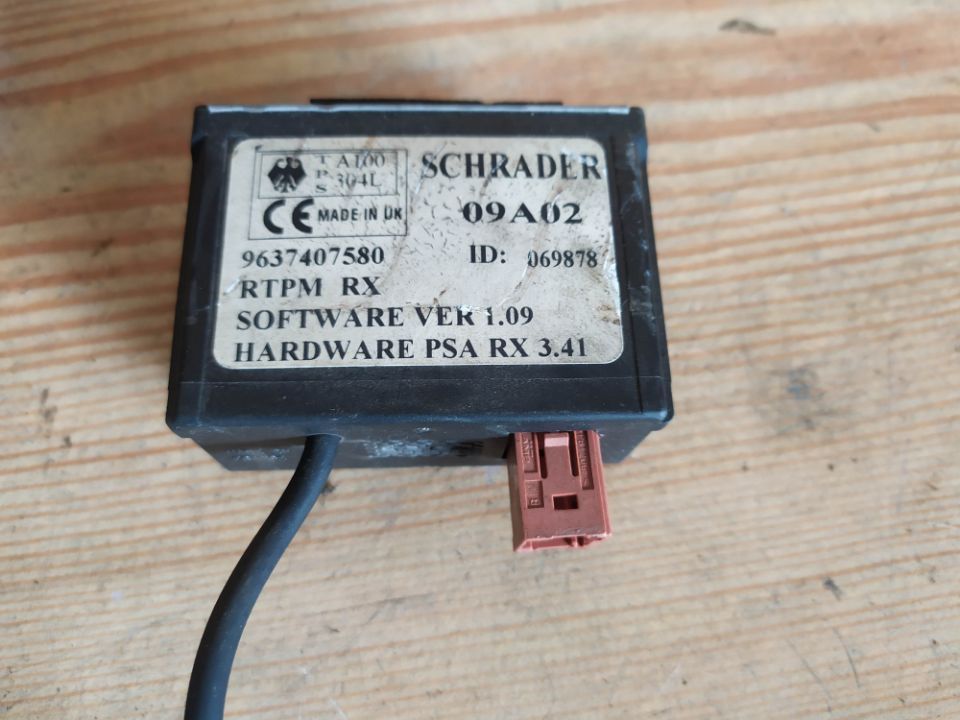 T A100
P 304L
S
SCHRADER
CE MADE IN UK
09A02
9637407580 ID: 069878
RTPM RX
SOFTWARE VER 1.09
HARDWARE PSA RX 3.41